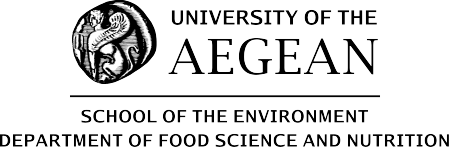 UNIVERSITY OF THE
AEGEAN
SCHOOL OF THE ENVIRONMENT
DEPARTMENT OF FOOD SCIENCE AND NUTRITION